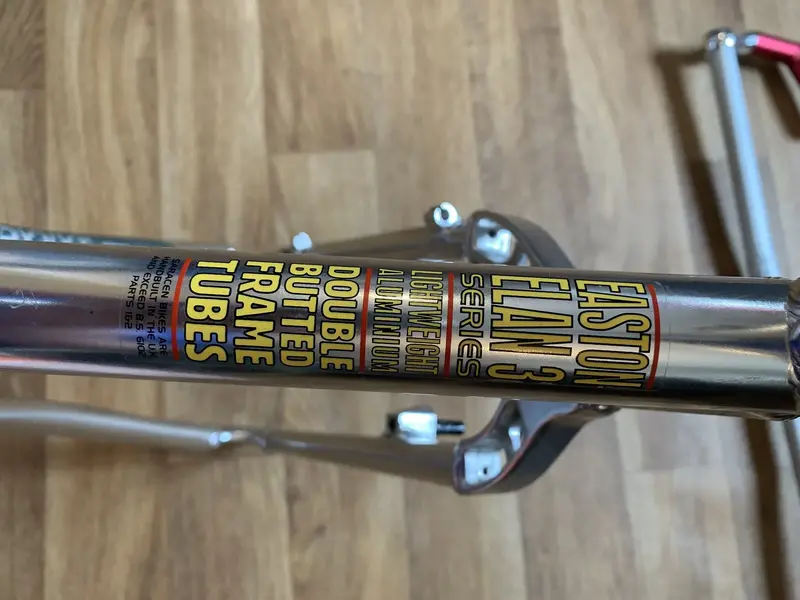 EASTON
ELAN 3
SERIES
LIGHTWEIGHT
ALUMINIUM
DOUBLE
BUTTED
FRAME
TUBES
SARACEN BIKES ARE
HANDBUILT IN THE UK
AND EXCEED B.S. 6102
PARTS 1&2